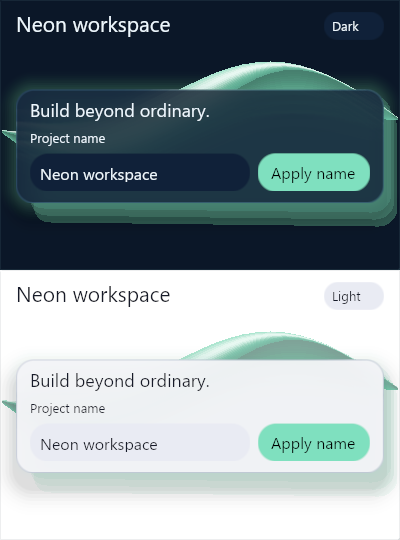 Neon workspace
Dark
Build beyond ordinary.
Project name
Neon workspace
Apply name
Neon workspace
Light
Build beyond ordinary.
Project name
Neon workspace
Apply name